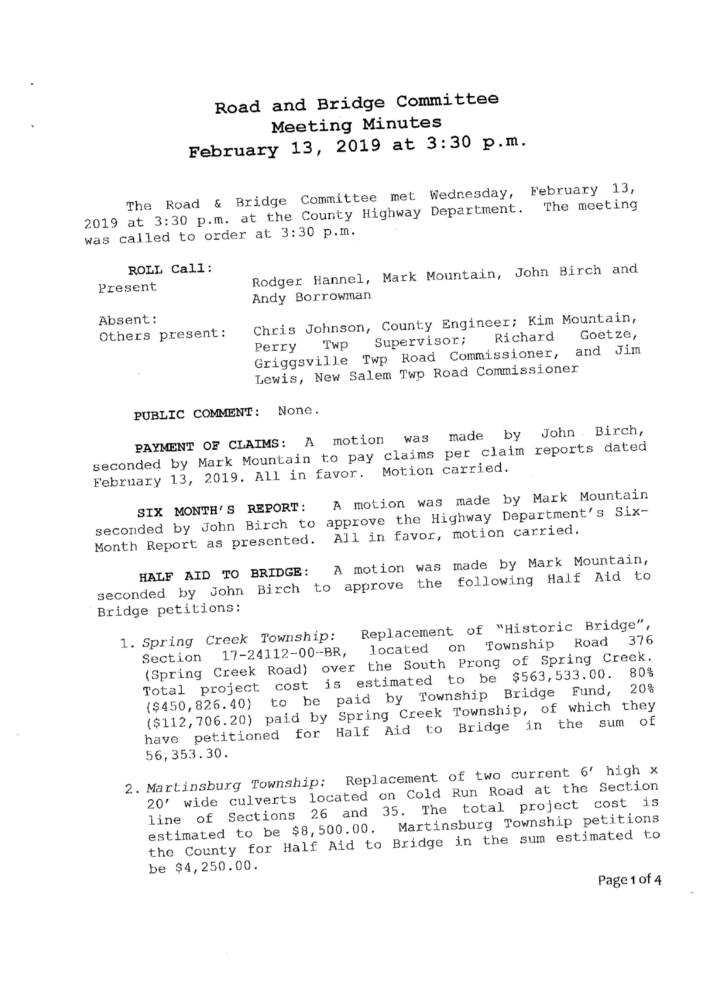 Road and Bridge Committee
Meeting Minutes
February 13, 2019 at 3:30 p.m.
The Road & Bridge Committee met Wednesday, February 13,
2019 at 3:30 p.m. at the County Highway Department. The meeting
was called to order at 3:30 p.m.
ROLL Call:
Present Rodger Hannel, Mark Mountain, John Birch and
Andy Borrowman
Absent:
Others present: Chris Johnson, County Engineer; Kim Mountain,
Perry Twp Supervisor; Richard Goetze,
Griggsville Twp Road Commissioner, and Jim
Lewis, New Salem Twp Road Commissioner
PUBLIC COMMENT: None.
PAYMENT OF CLAIMS: A motion was made by John Birch,
seconded by Mark Mountain to pay claims per claim reports dated
February 13, 2019. All in favor. Motion carried.
SIX MONTH'S REPORT: A motion was made by Mark Mountain
seconded by John Birch to approve the Highway Department's Six-
Month Report as presented. All in favor, motion carried.
HALF AID TO BRIDGE: A motion was made by Mark Mountain,
seconded by John Birch to approve the following Half Aid to
Bridge petitions:
1. Spring Creek Township: Replacement of "Historic Bridge",
Section 17-24112-00-BR, located on Township Road 376
(Spring Creek Road) over the South Prong of Spring Creek.
Total project cost is estimated to be $563,533.00. 80%
($450,826.40) to be paid by Township Bridge Fund, 20%
($112,706.20) paid by Spring Creek Township, of which they
have petitioned for Half Aid to Bridge in the sum of
56,353.30.
2. Martinsburg Township: Replacement of two current 6' high x
20' wide culverts located on Cold Run Road at the Section
line of Sections 26 and 35. The total project cost is
estimated to be $8,500.00. Martinsburg Township petitions
the County for Half Aid to Bridge in the sum estimated to
be $4,250.00.
Page 1 of 4